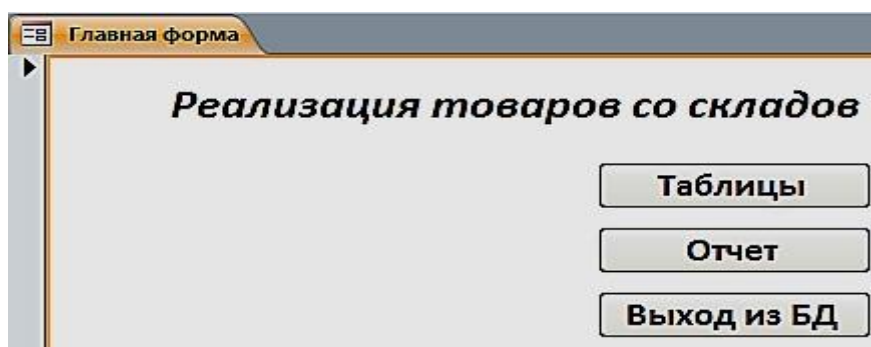 Главная форма
Реализация товаров со складов
Таблицы
Отчет
Выход из БД